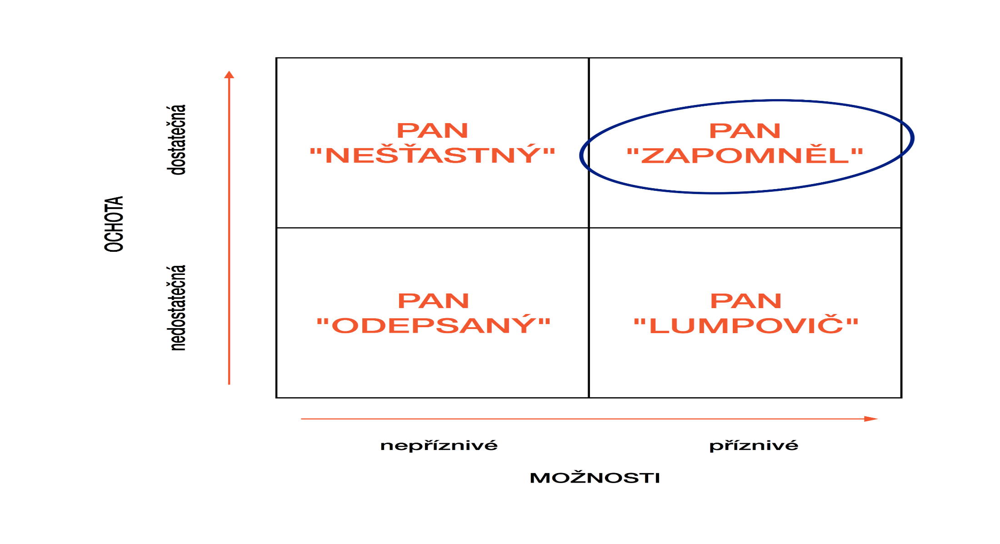 OCHOTA
dostatečná
nedostatečná
PAN
"NEŠŤASTNÝ"
PAN
"ZAPOMNĚL"
PAN
"ODEPSANÝ"
PAN
"LUMPOVIČ"
nepříznivé
příznivé
MOŽNOSTI